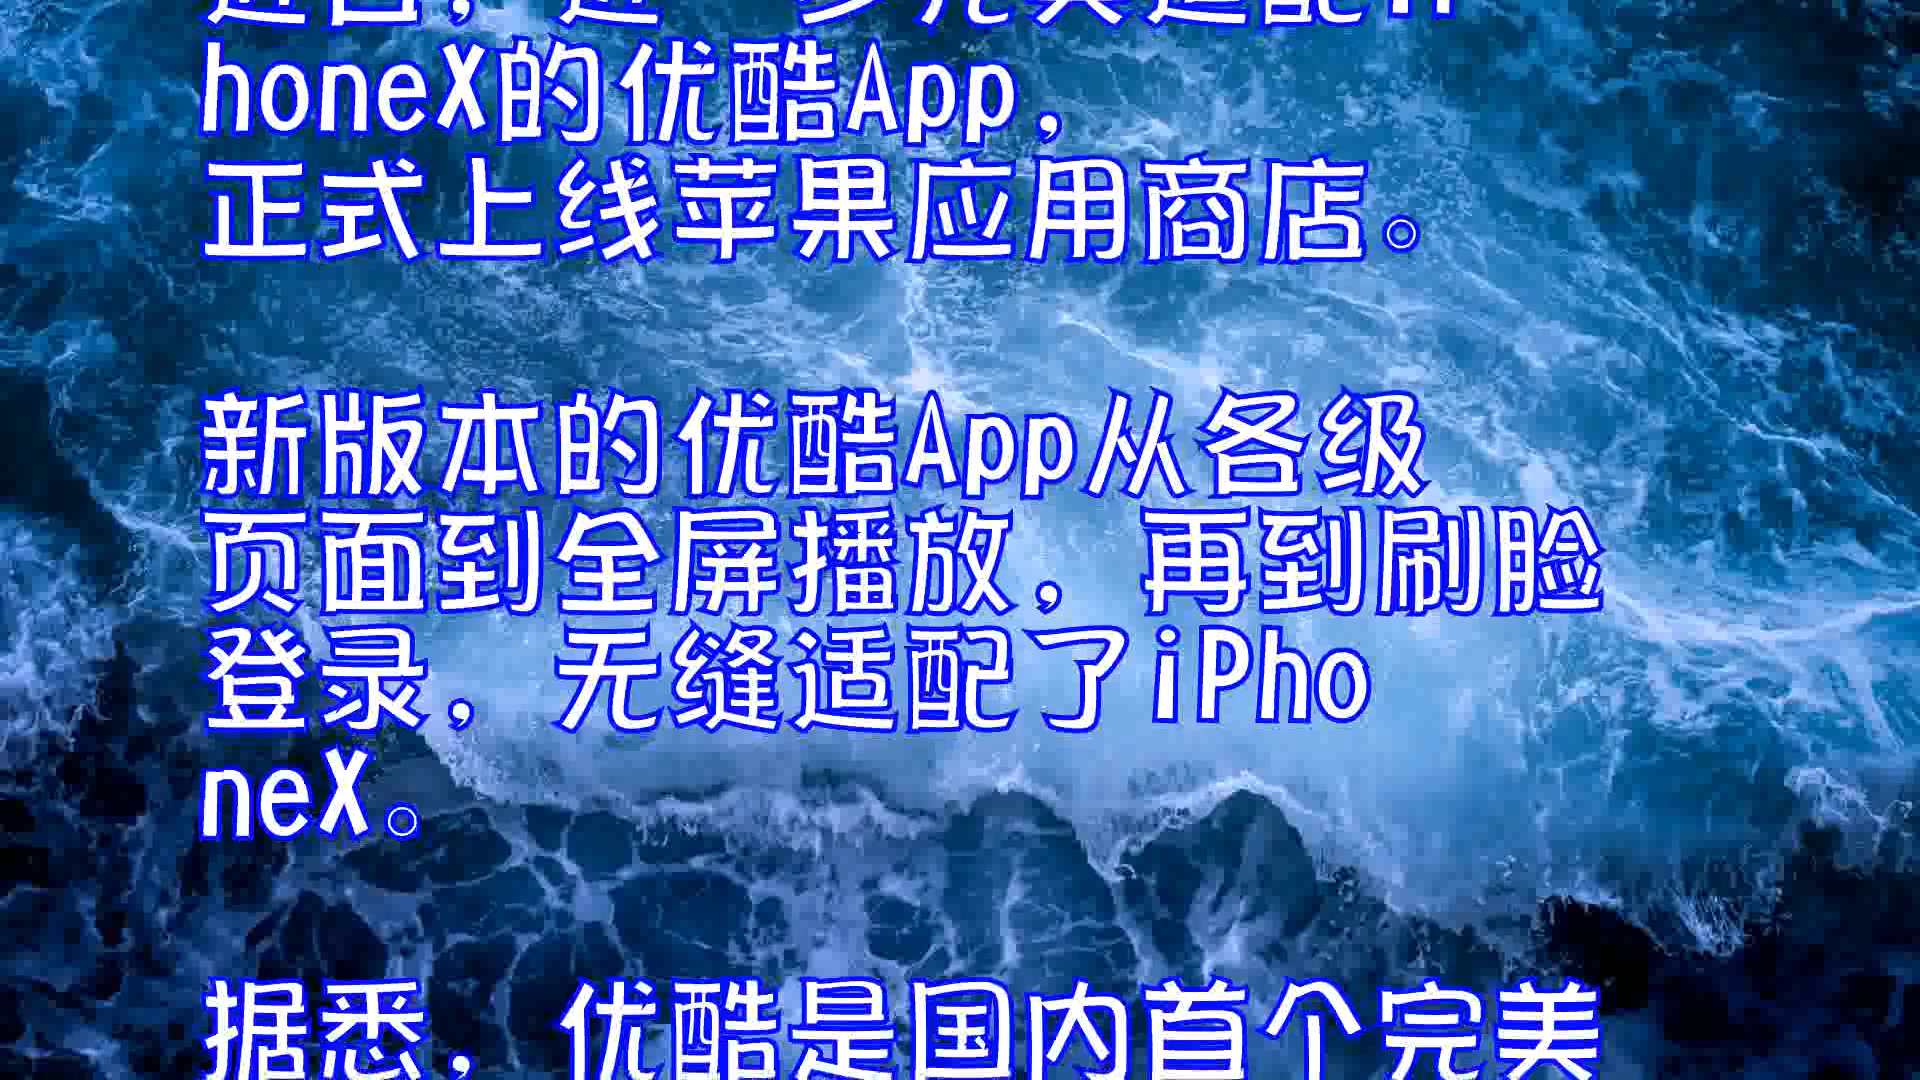 honeX的优酷App，
正式上线苹果应用商店。
新版本的优酷App从各级
页面到全屏播放，再到刷脸
登录，无缝适配了iPho
neX。
据悉，优酷是国内首个完美